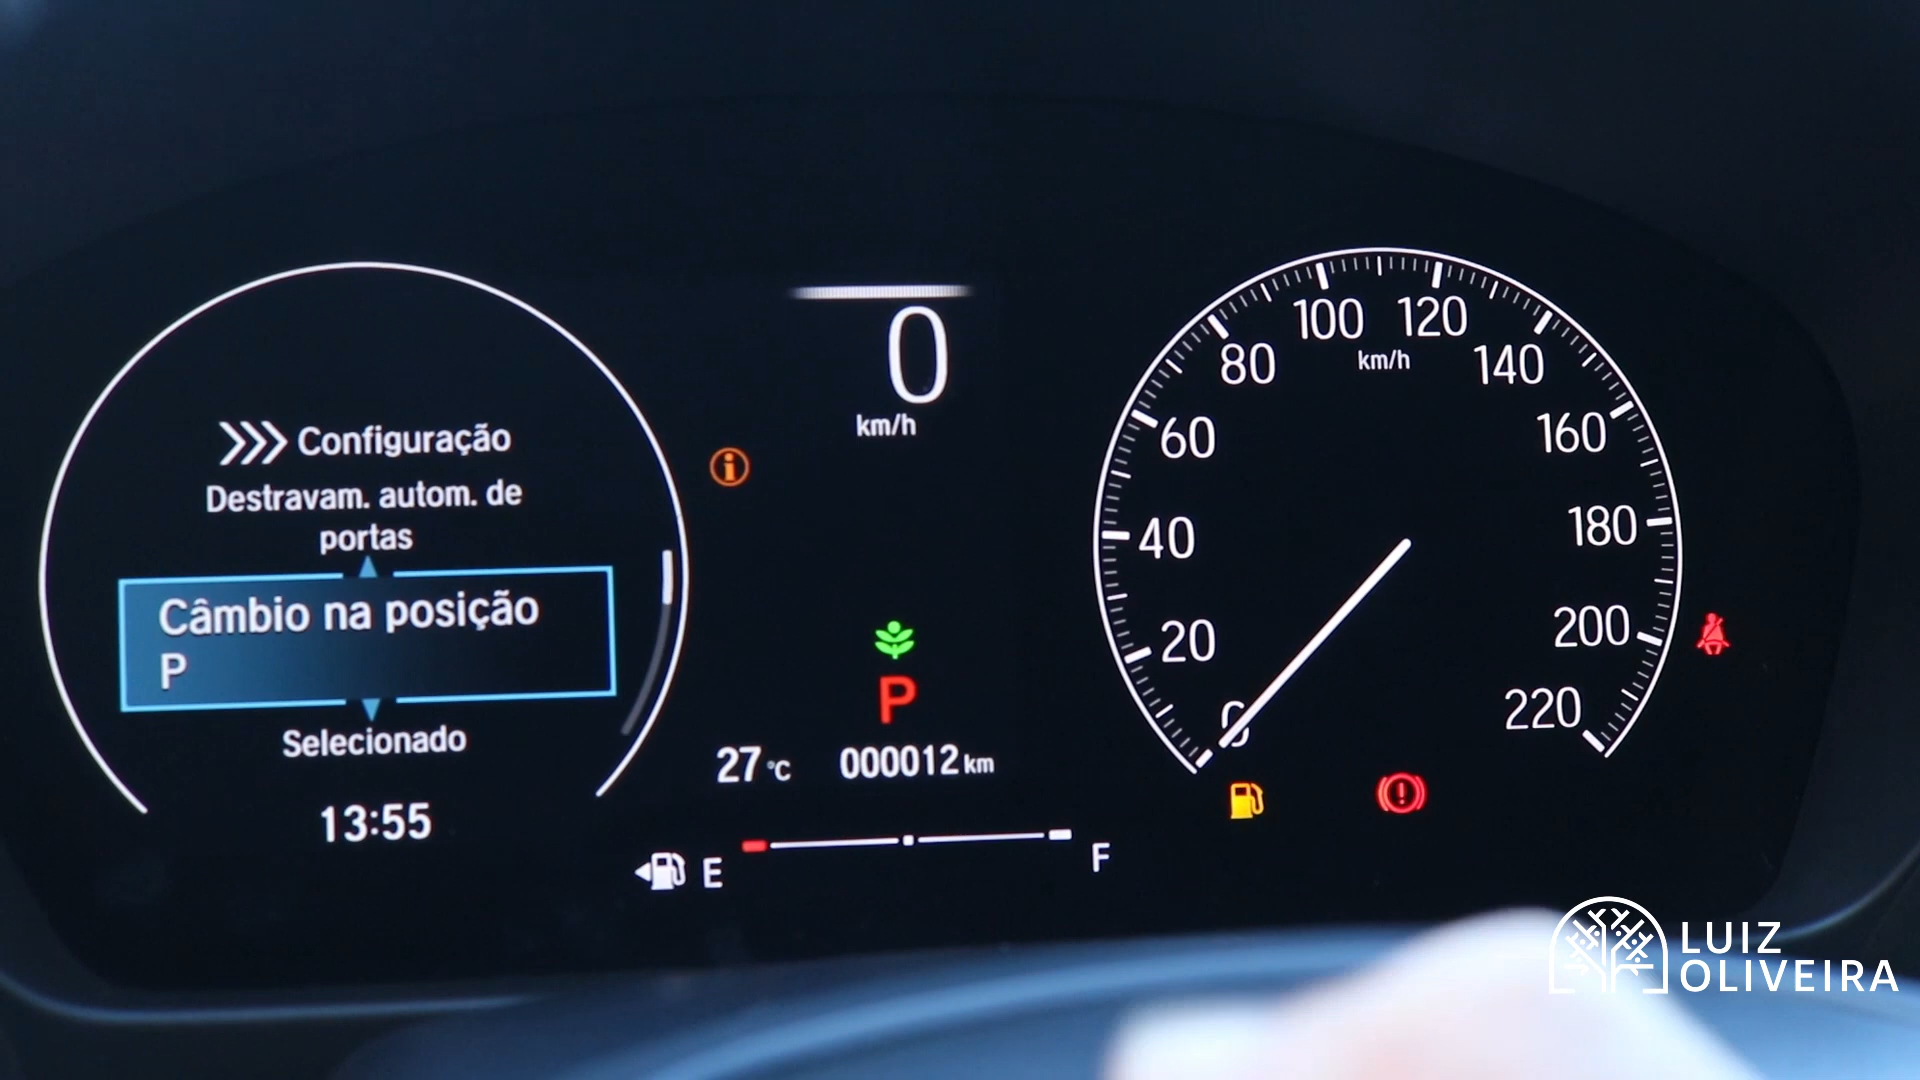 Configuração
Destravam. autom. de
portas
Câmbio na posição
P
Selecionado
13:55
0
km/h
P
27 °C
000012 km
E
F
0
20
40
60
80
100
120
140
160
180
200
220
km/h
LUIZ
OLIVEIRA